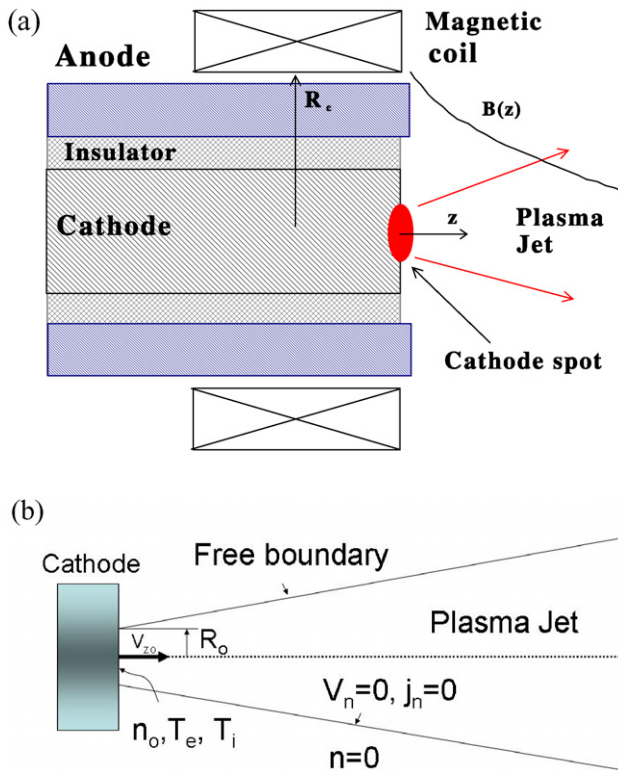 (a)
Magnetic
coil
Anode
R c
B(z)
Insulator
Cathode
z
Plasma
Jet
Cathode spot
(b)
Free boundary
Cathode
Plasma Jet
Vzo
Ro
Vn=0, jn=0
no,Te, Ti
n=0